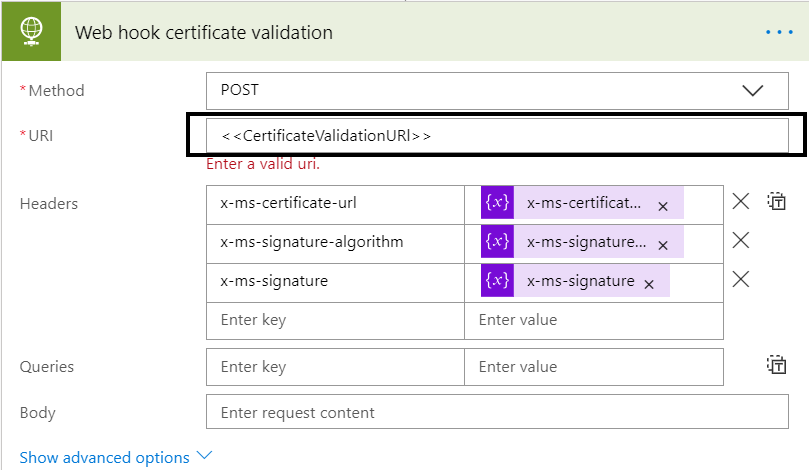 Web hook certificate validation
* Method POST
* URI <<CertificateValidationURl>>
Enter a valid uri.
Headers x-ms-certificate-url {x} x-ms-certificat...
x-ms-signature-algorithm {x} x-ms-signature...
x-ms-signature {x} x-ms-signature
Enter key Enter value
Queries Enter key Enter value
Body Enter request content
Show advanced options